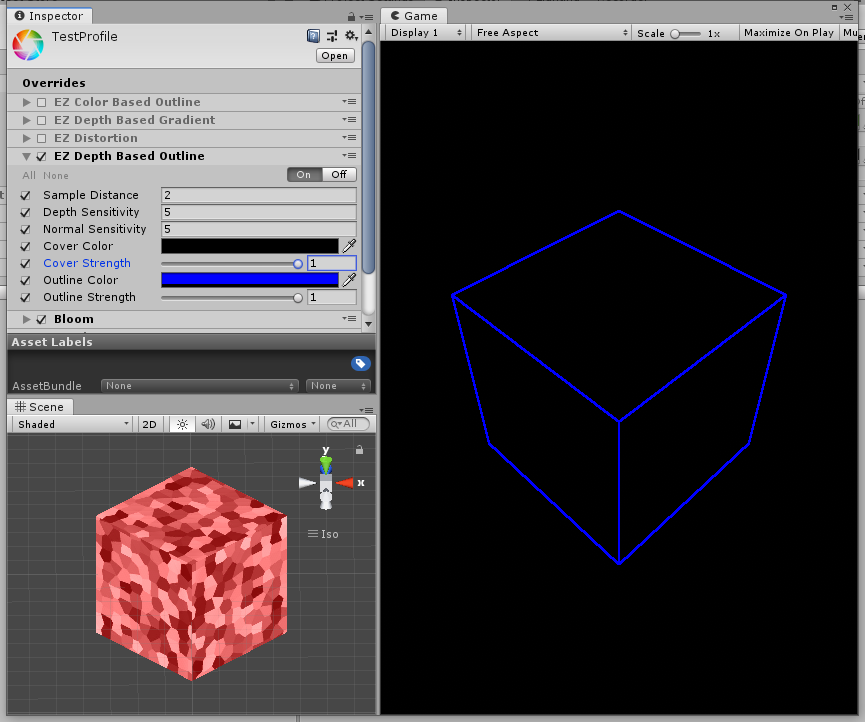 Inspector
TestProfile
Open
Overrides
EZ Color Based Outline
EZ Depth Based Gradient
EZ Distortion
EZ Depth Based Outline
All None On Off
Sample Distance 2
Depth Sensitivity 5
Normal Sensitivity 5
Cover Color
Cover Strength 1
Outline Color
Outline Strength 1
Bloom
Asset Labels
AssetBundle None None
Scene
Shaded 2D Gizmos All
y
x
Iso
Game
Display 1 Free Aspect Scale 1x Maximize On Play Mu